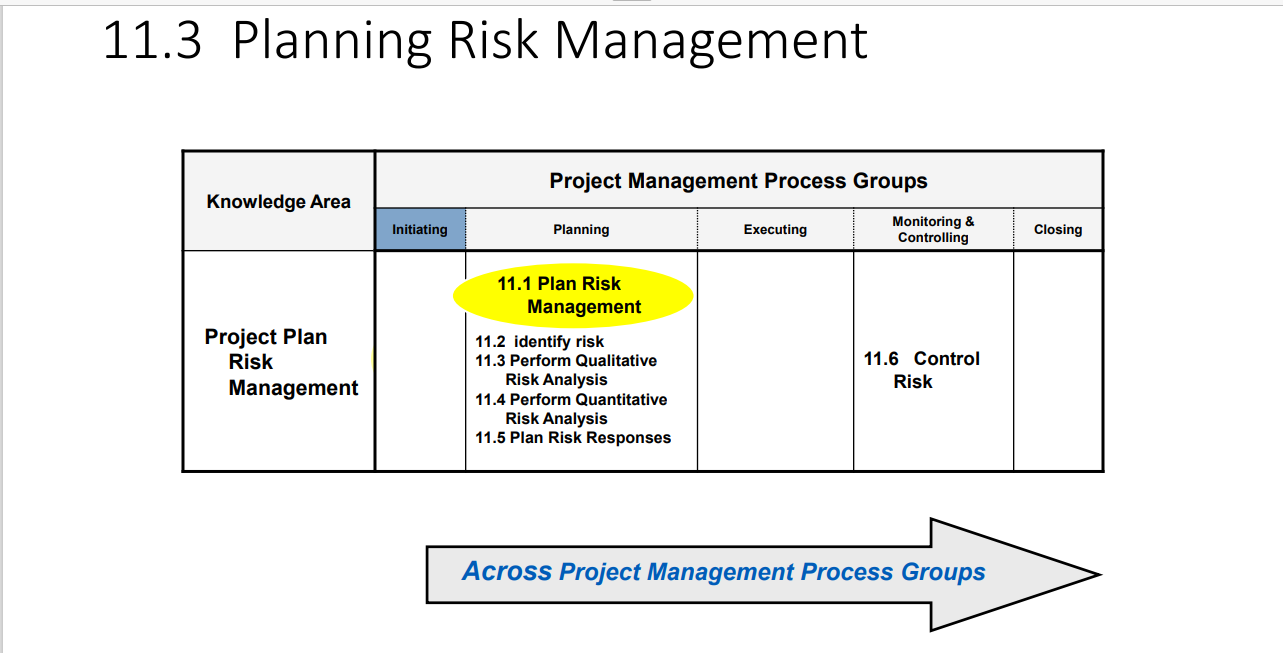 11.3 Planning Risk Management
Knowledge Area
Project Management Process Groups
Initiating
Planning
Executing
Monitoring &
Controlling
Closing
Project Plan
Risk
Management
11.1 Plan Risk
Management
11.2 identify risk
11.3 Perform Qualitative
Risk Analysis
11.4 Perform Quantitative
Risk Analysis
11.5 Plan Risk Responses
11.6 Control
Risk
Across Project Management Process Groups